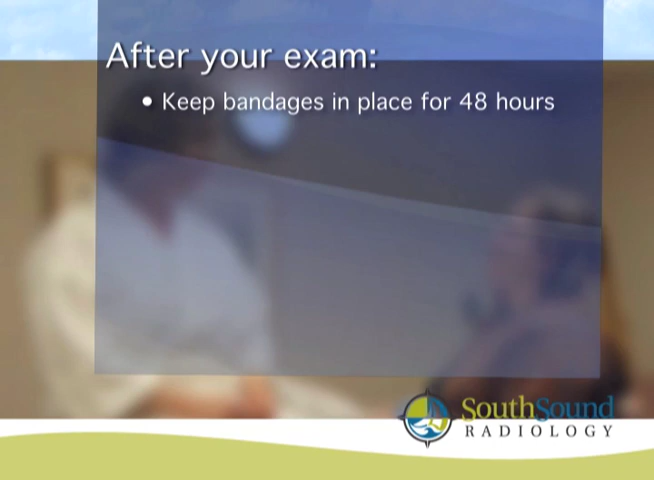 After your exam:
• Keep bandages in place for 48 hours
SouthSound
RADIOLOGY